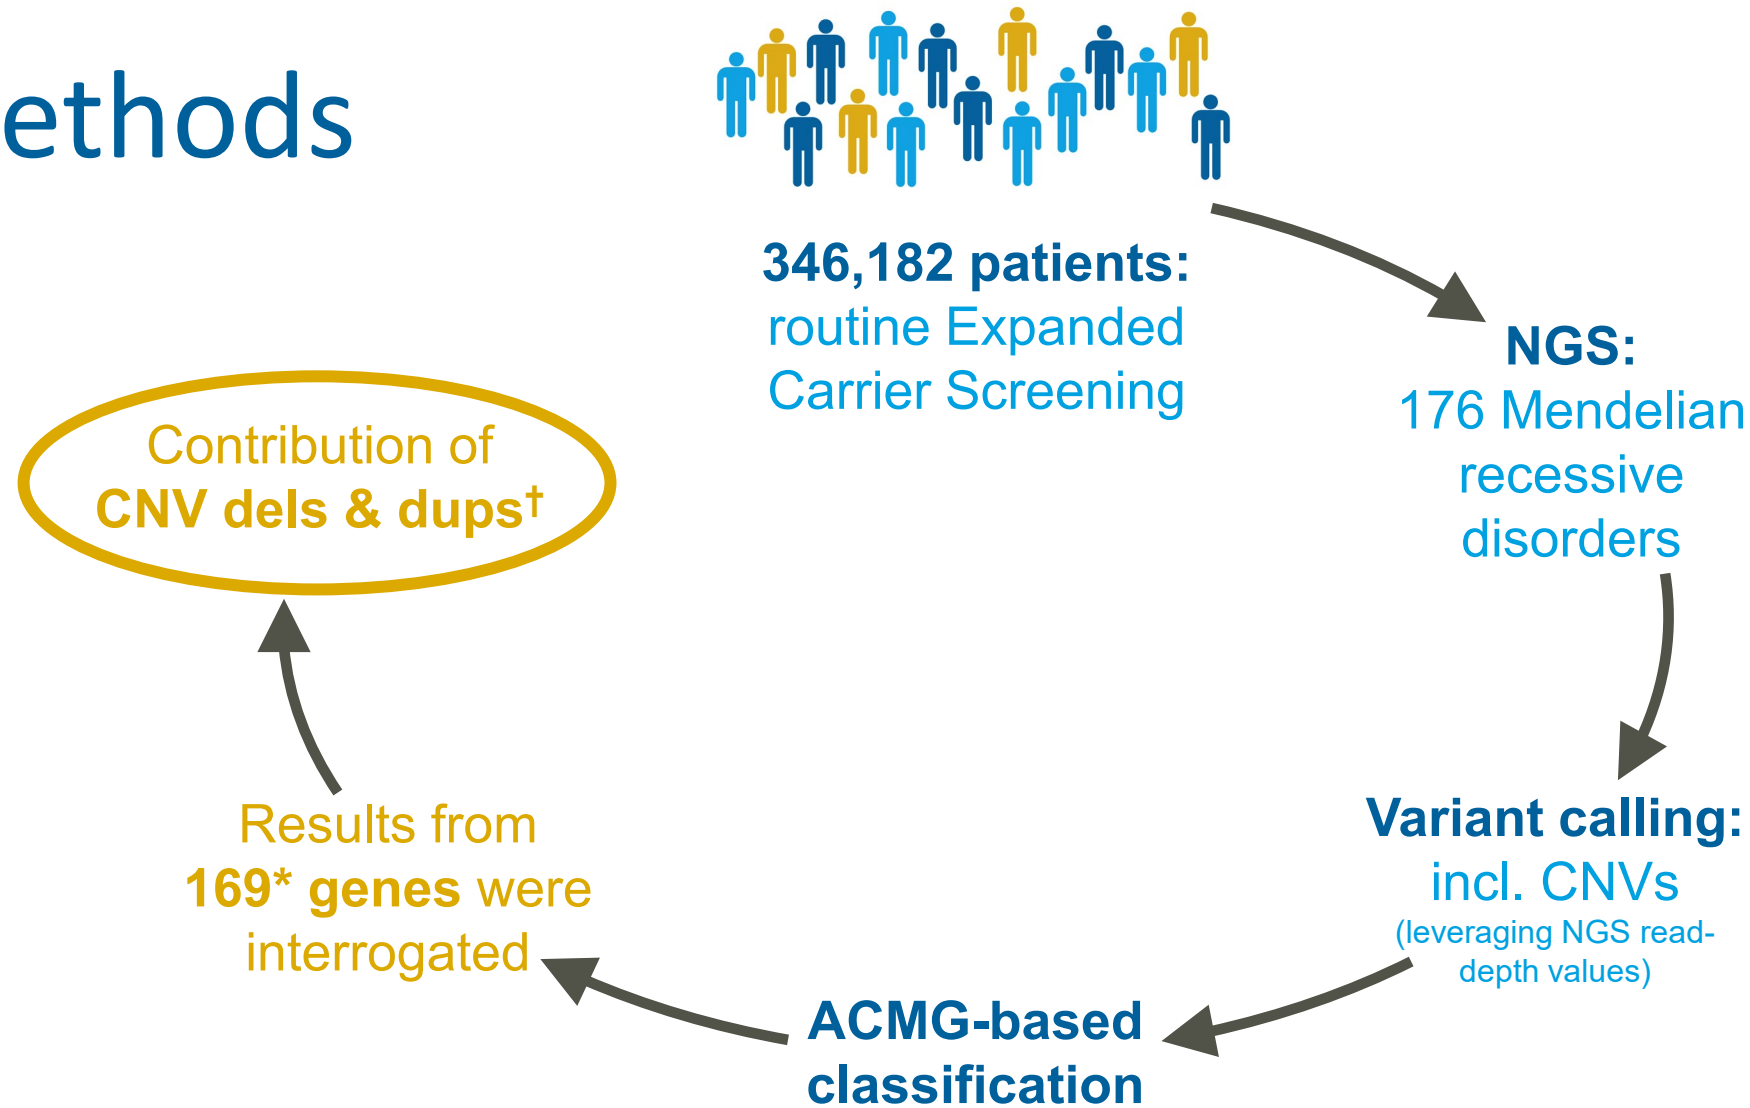 ethods
346,182 patients:
routine Expanded
Carrier Screening
NGS:
176 Mendelian
recessive
disorders
Variant calling:
incl. CNVs
(leveraging NGS read-
depth values)
ACMG-based
classification
Results from
169* genes were
interrogated
Contribution of
CNV dels & dups†